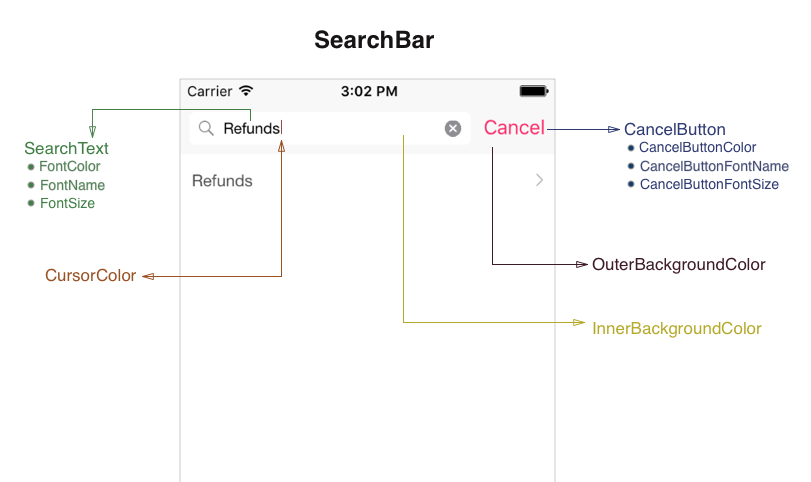 SearchBar
Carrier 3:02 PM
Refunds Cancel
SearchText
FontColor
FontName
FontSize
CancelButton
CancelButtonColor
CancelButtonFontName
CancelButtonFontSize
Refunds
CursorColor
OuterBackgroundColor
InnerBackgroundColor